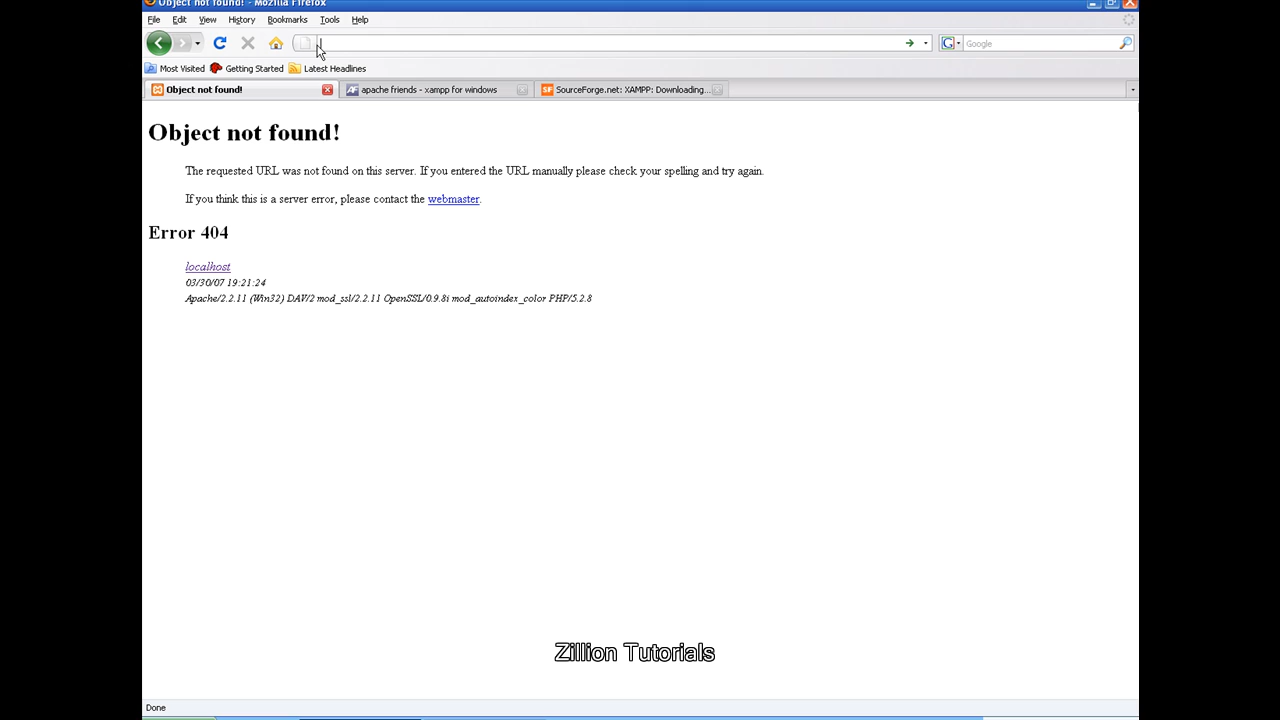 Object not found! - Mozilla Firefox
File Edit View History Bookmarks Tools Help
Google
Most Visited Getting Started Latest Headlines
Object not found! apache friends - xampp for windows SourceForge.net: XAMPP: Downloading...
Object not found!
The requested URL was not found on this server. If you entered the URL manually please check your spelling and try again.
If you think this is a server error, please contact the webmaster.
Error 404
localhost
03/30/07 19:21:24
Apache/2.2.11 (Win32) DAV/2 mod_ssl/2.2.11 OpenSSL/0.9.8i mod_autoindex_color PHP/5.2.8
Zillion Tutorials
Done